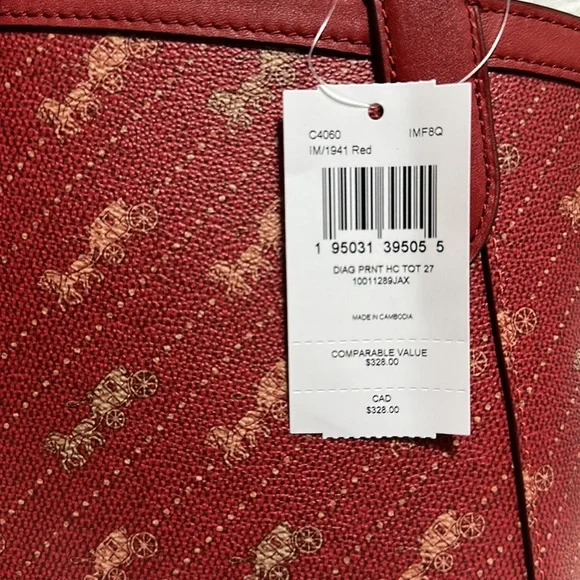 C4060 IMF8Q
IM/1941 Red
1 95031 39505 5
DIAG PRNT HC TOT 27
10011289JAX
MADE IN CAMBODIA
COMPARABLE VALUE
$328.00
CAD
$328.00